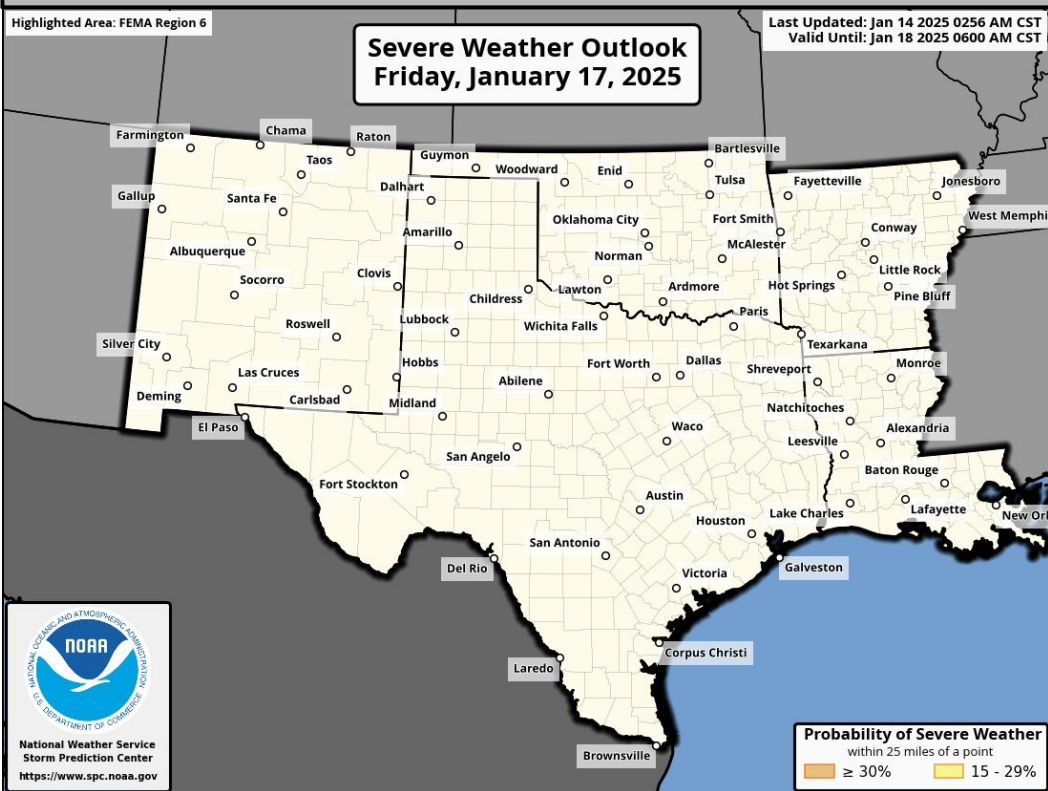 Highlighted Area: FEMA Region 6
Severe Weather Outlook
Friday, January 17, 2025
Last Updated: Jan 14 2025 0256 AM CST
Valid Until: Jan 18 2025 0600 AM CST
Farmington
Chama
Raton
Taos
Guymon
Woodward
Enid
Bartlesville
Tulsa
Fayetteville
Jonesboro
Gallup
Santa Fe
Dalhart
Oklahoma City
Fort Smith
Conway
West Memphi
Albuquerque
Amarillo
Norman
McAlester
Little Rock
Socorro
Clovis
Childress
Lawton
Ardmore
Hot Springs
Pine Bluff
Roswell
Lubbock
Wichita Falls
Paris
Texarkana
Silver City
Las Cruces
Hobbs
Fort Worth
Dallas
Shreveport
Monroe
Deming
Carlsbad
Midland
Abilene
Natchitoches
El Paso
Waco
Leesville
Alexandria
San Angelo
Fort Stockton
Baton Rouge
Austin
Lake Charles
Lafayette
New Orl
Houston
San Antonio
Del Rio
Galveston
Victoria
Corpus Christi
Laredo
Brownsville
NATIONAL OCEANIC AND ATMOSPHERIC ADMINISTRATION
NOAA
U.S. DEPARTMENT OF COMMERCE
National Weather Service
Storm Prediction Center
https://www.spc.noaa.gov
Probability of Severe Weather
within 25 miles of a point
≥ 30%
15 - 29%